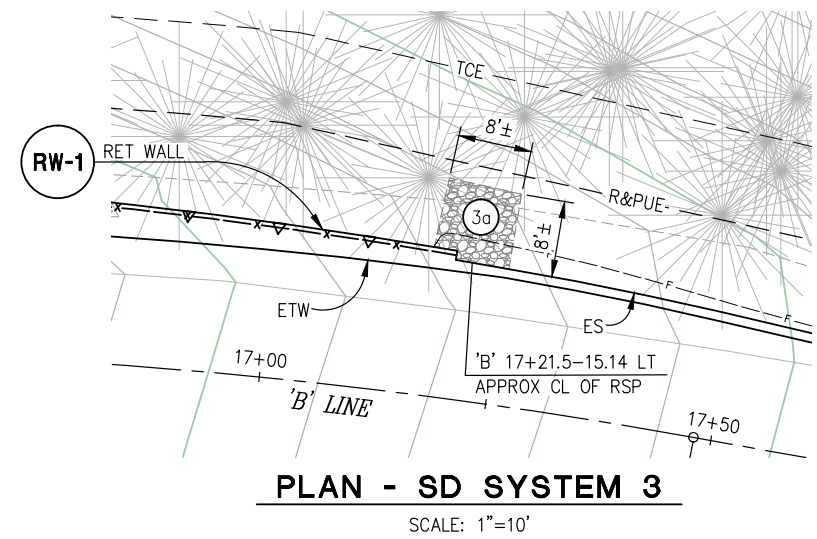 TCE
8'±
RW-1
RET WALL
3a
R&PUE
8'±
F
ETW
ES
F
'B' 17+21.5-15.14 LT
APPROX CL OF RSP
17+00
'B' LINE
17+50
PLAN - SD SYSTEM 3
SCALE: 1"=10'